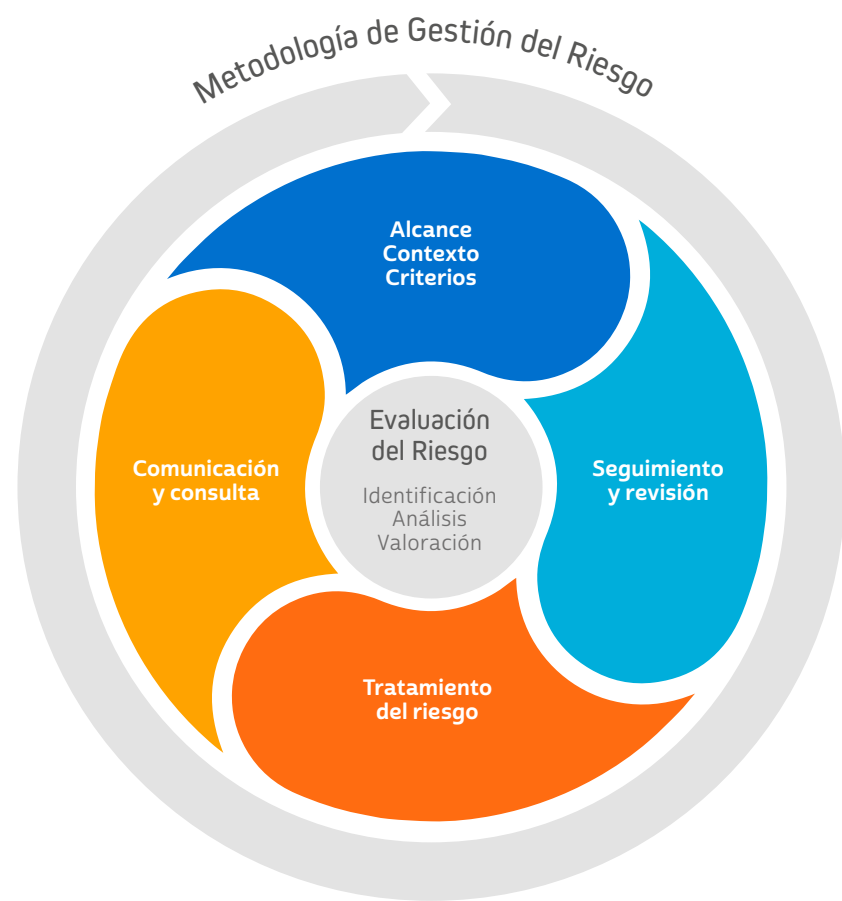 Metodología de Gestión del Riesgo
Alcance
Contexto
Criterios
Evaluación
del Riesgo
Identificación
Análisis
Valoración
Comunicación
y consulta
Seguimiento
y revisión
Tratamiento
del riesgo